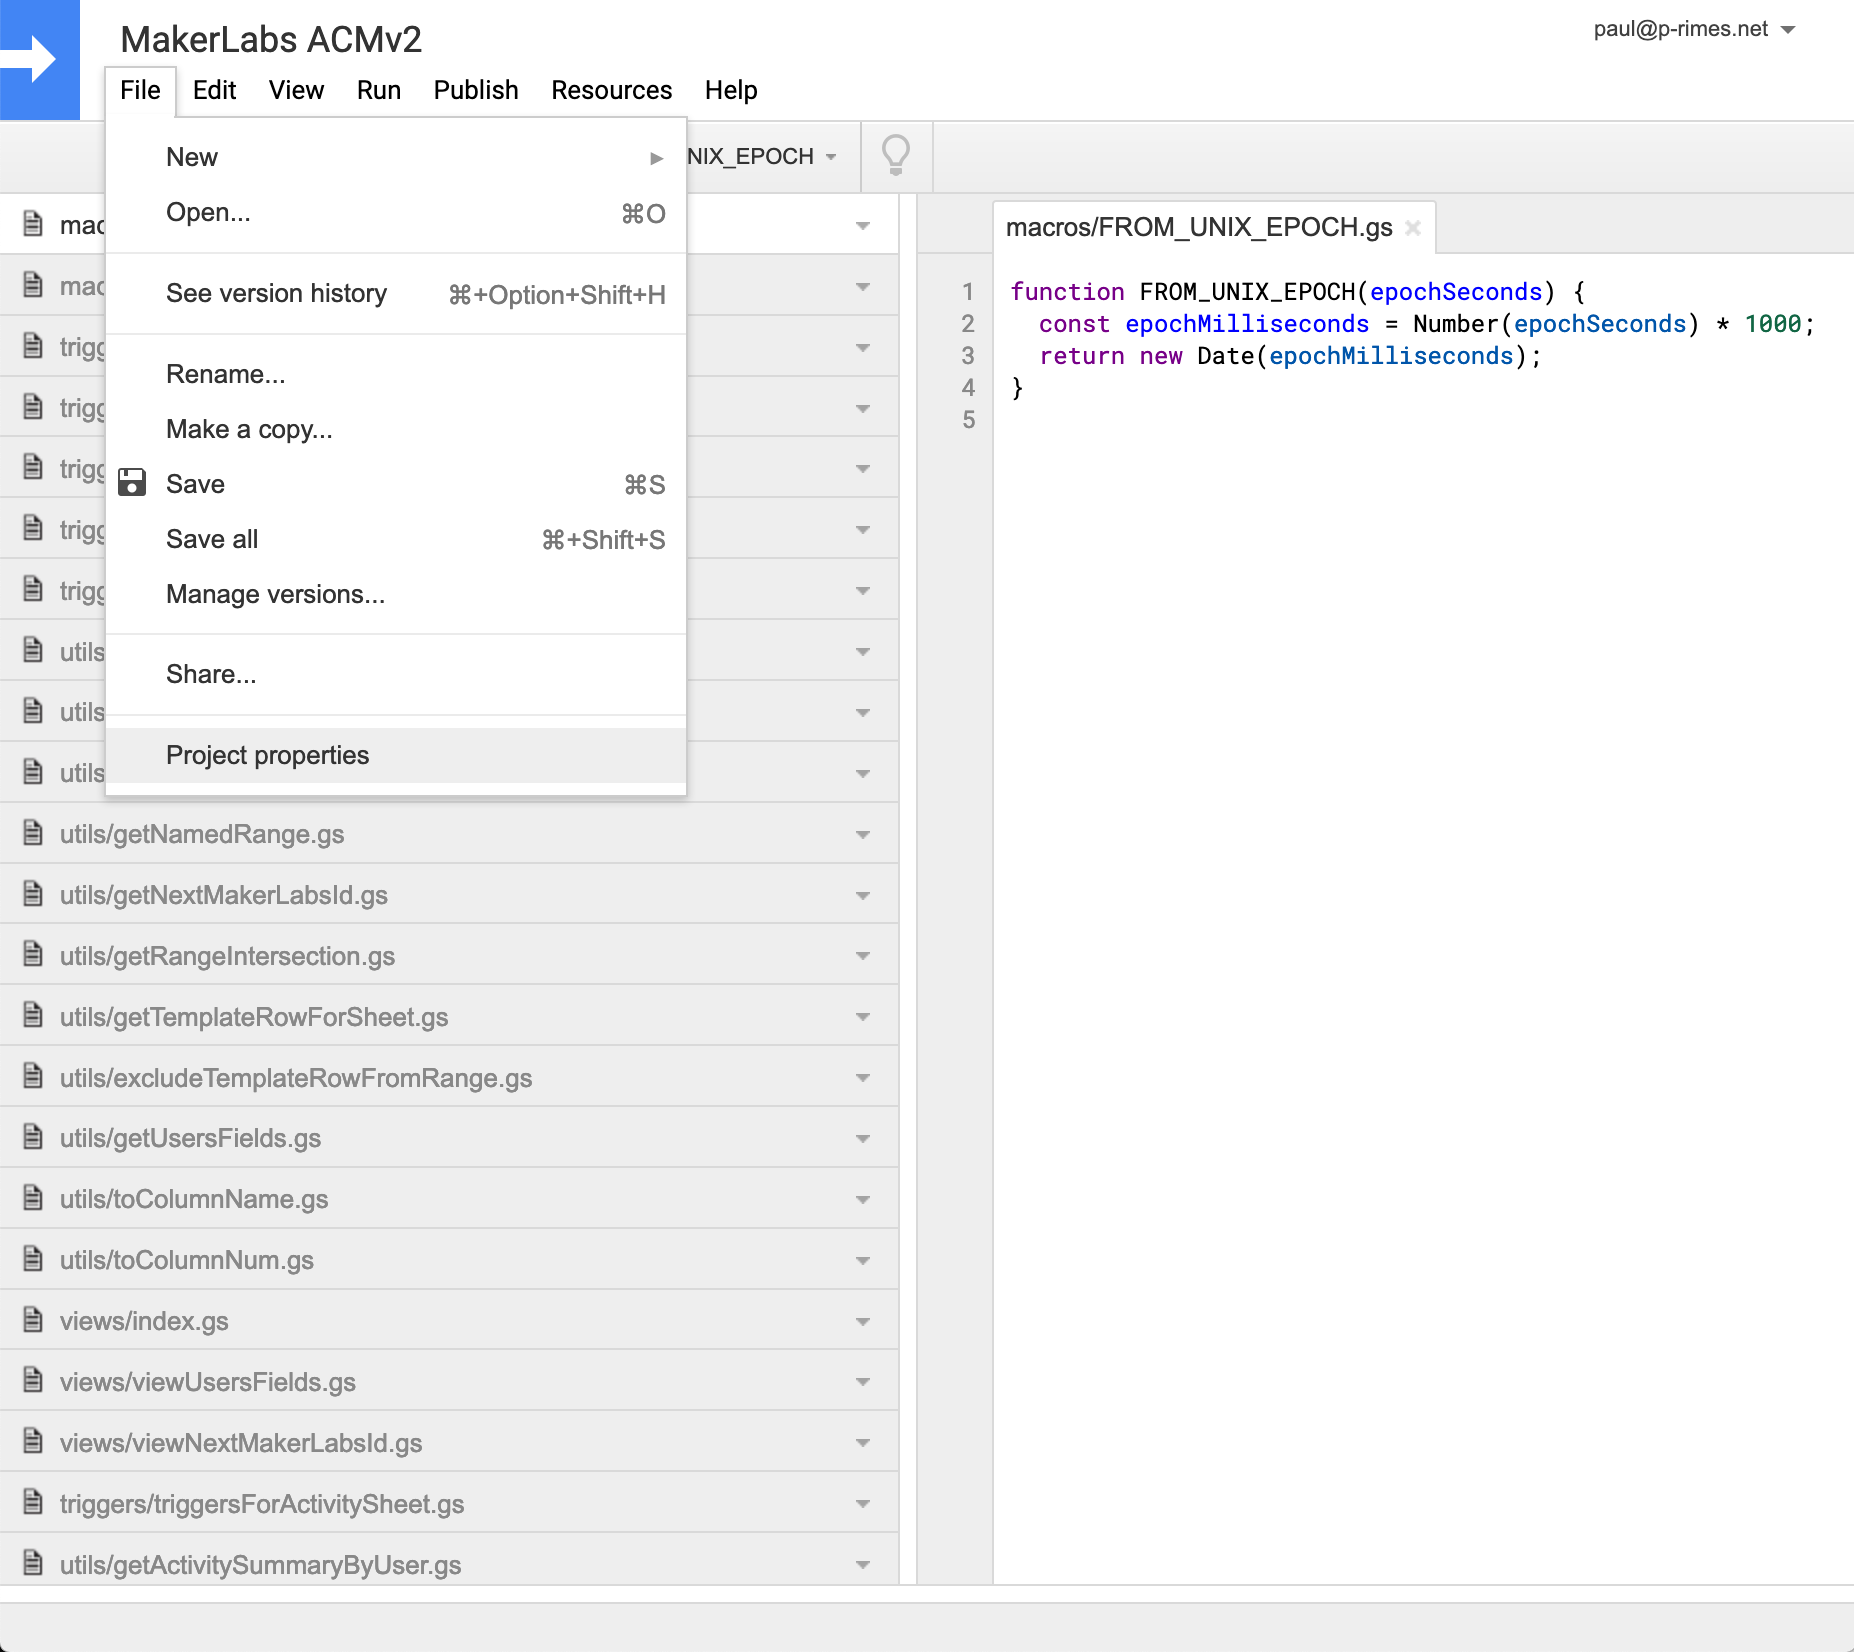 MakerLabs ACMv2
paul@p-rimes.net
File Edit View Run Publish Resources Help
New
Open... ⌘O
See version history ⌘+Option+Shift+H
Rename...
Make a copy...
Save ⌘S
Save all ⌘+Shift+S
Manage versions...
Share...
Project properties
NIX_EPOCH
mac
mac
trigg
trigg
trigg
trigg
trigg
utils
utils
utils
utils/getNamedRange.gs
utils/getNextMakerLabsId.gs
utils/getRangeIntersection.gs
utils/getTemplateRowForSheet.gs
utils/excludeTemplateRowFromRange.gs
utils/getUsersFields.gs
utils/toColumnName.gs
utils/toColumnNum.gs
views/index.gs
views/viewUsersFields.gs
views/viewNextMakerLabsId.gs
triggers/triggersForActivitySheet.gs
utils/getActivitySummaryByUser.gs
macros/FROM_UNIX_EPOCH.gs
1 function FROM_UNIX_EPOCH(epochSeconds) {
2 const epochMilliseconds = Number(epochSeconds) * 1000;
3 return new Date(epochMilliseconds);
4 }
5